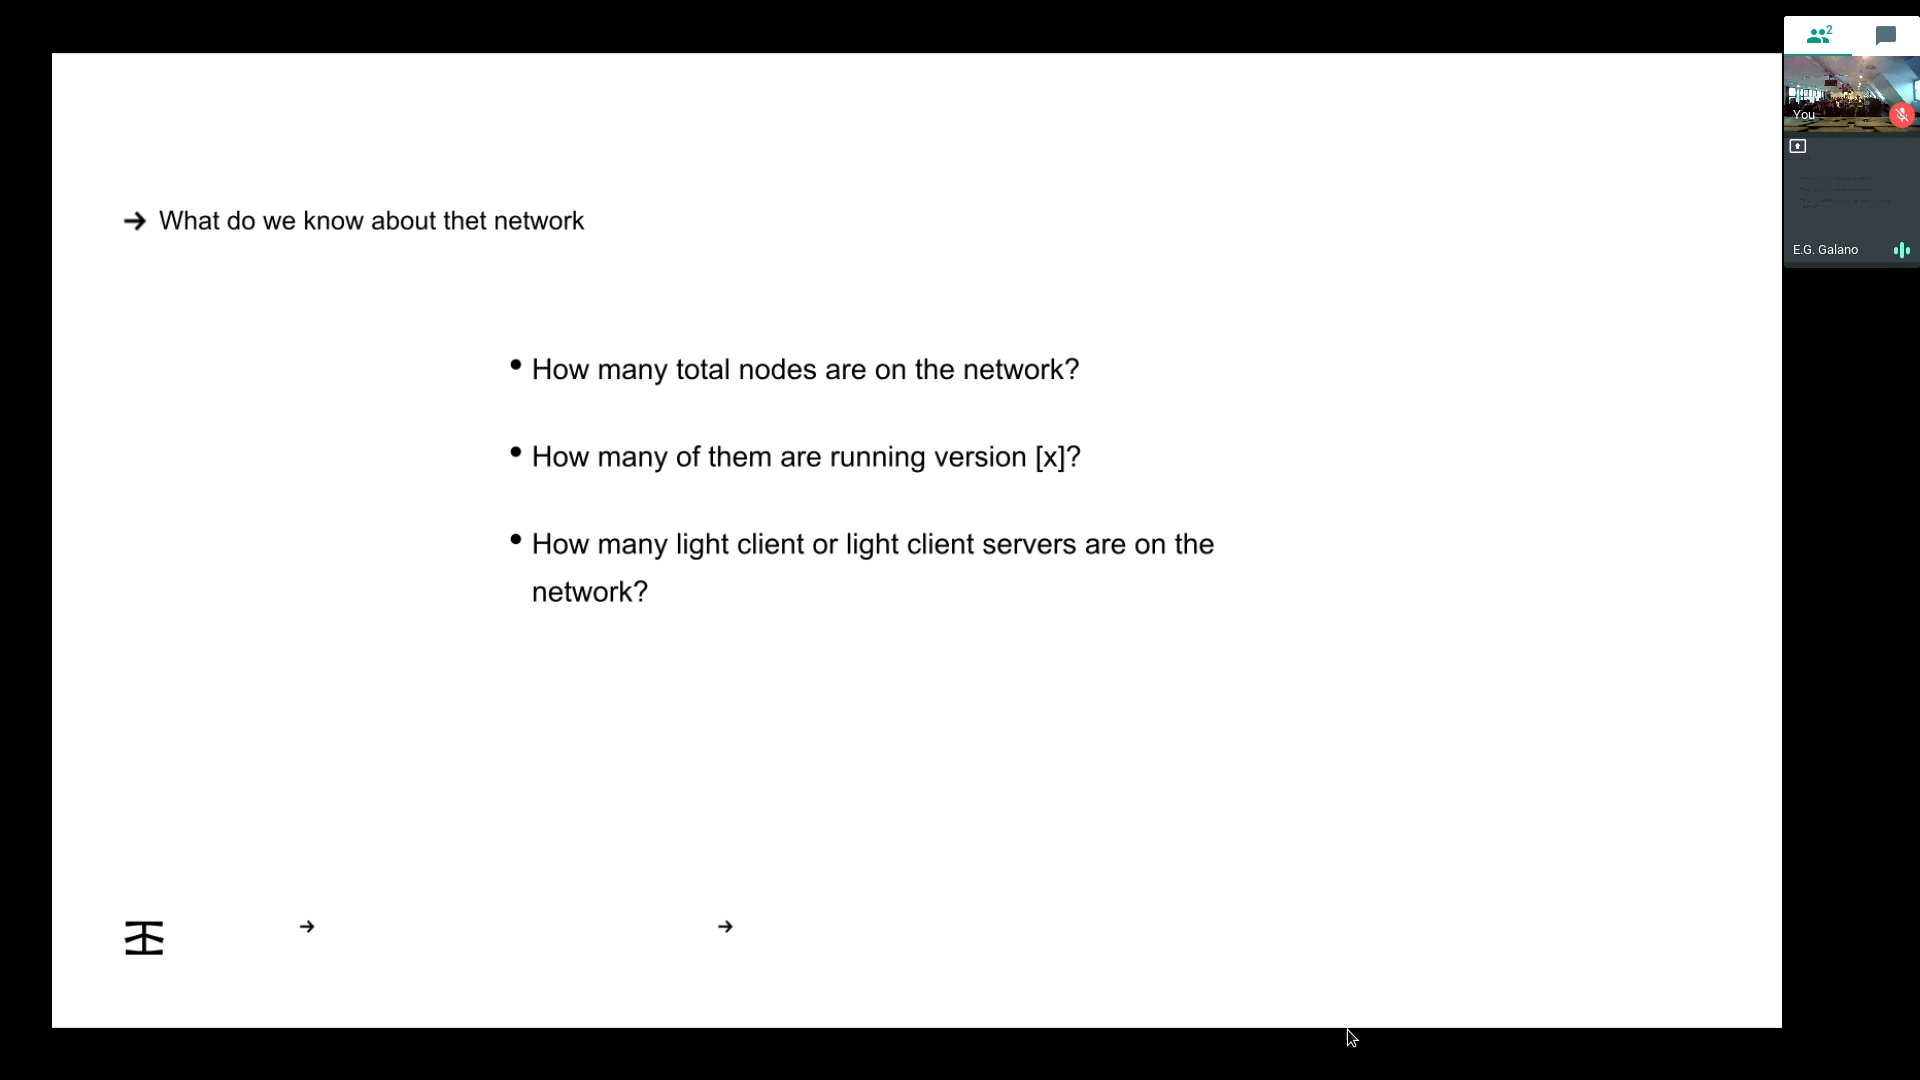 2
You
E.G. Galano
→ What do we know about thet network
• How many total nodes are on the network?
• How many of them are running version [x]?
• How many light client or light client servers are on the
network?